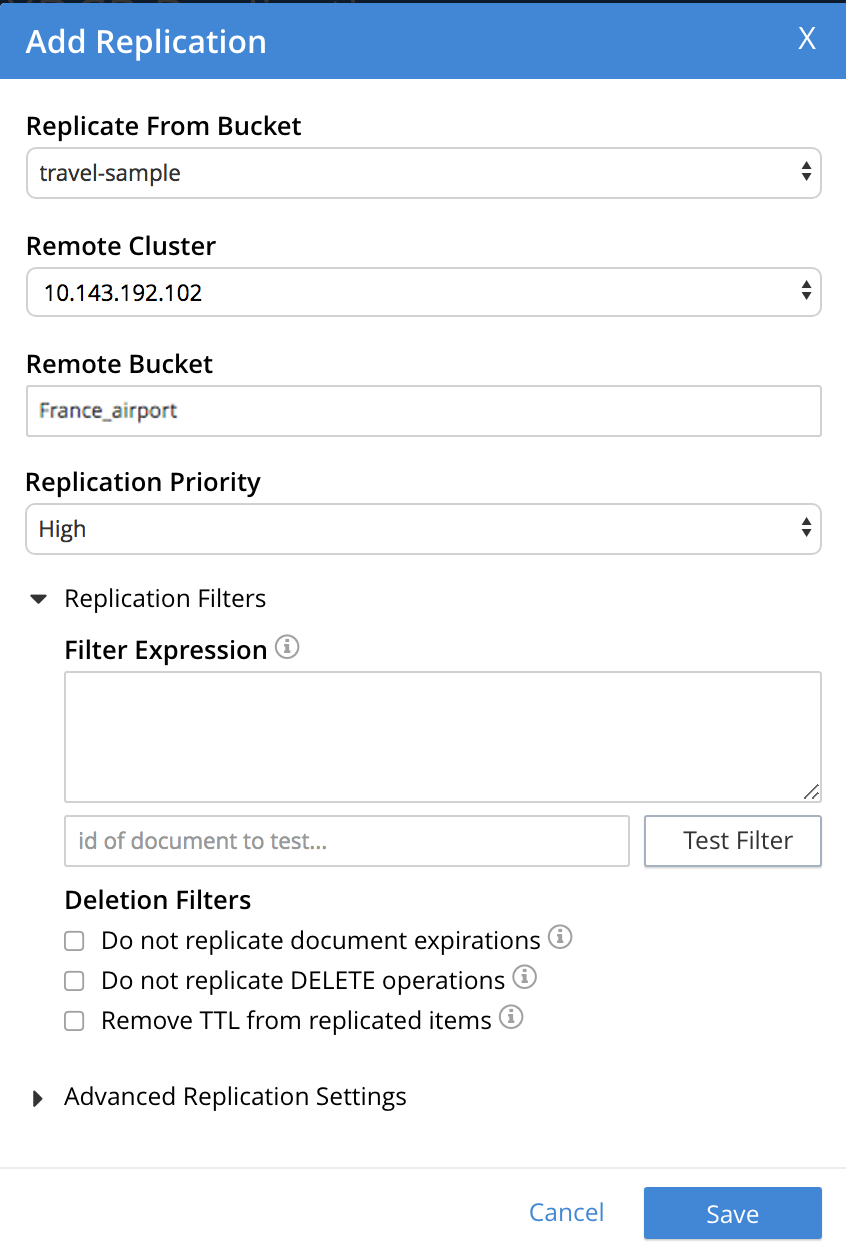 Add Replication X
Replicate From Bucket
travel-sample
Remote Cluster
10.143.192.102
Remote Bucket
France_airport
Replication Priority
High
Replication Filters
Filter Expression
id of document to test...
Test Filter
Deletion Filters
Do not replicate document expirations
Do not replicate DELETE operations
Remove TTL from replicated items
Advanced Replication Settings
Cancel
Save